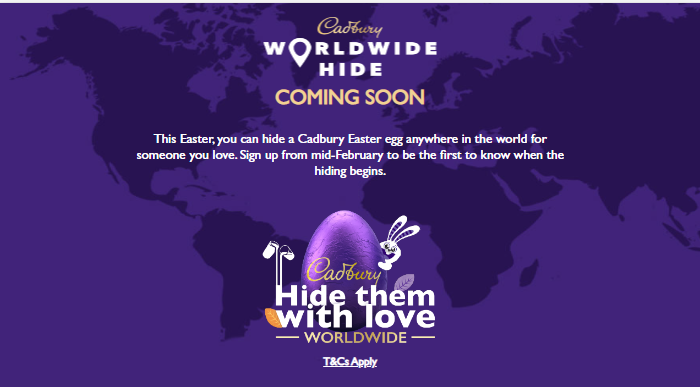 Cadbury
WORLDWIDE
HIDE
COMING SOON
This Easter, you can hide a Cadbury Easter egg anywhere in the world for
someone you love. Sign up from mid-February to be the first to know when the
hiding begins.
Cadbury
Hide them
with love
WORLDWIDE
T&Cs Apply